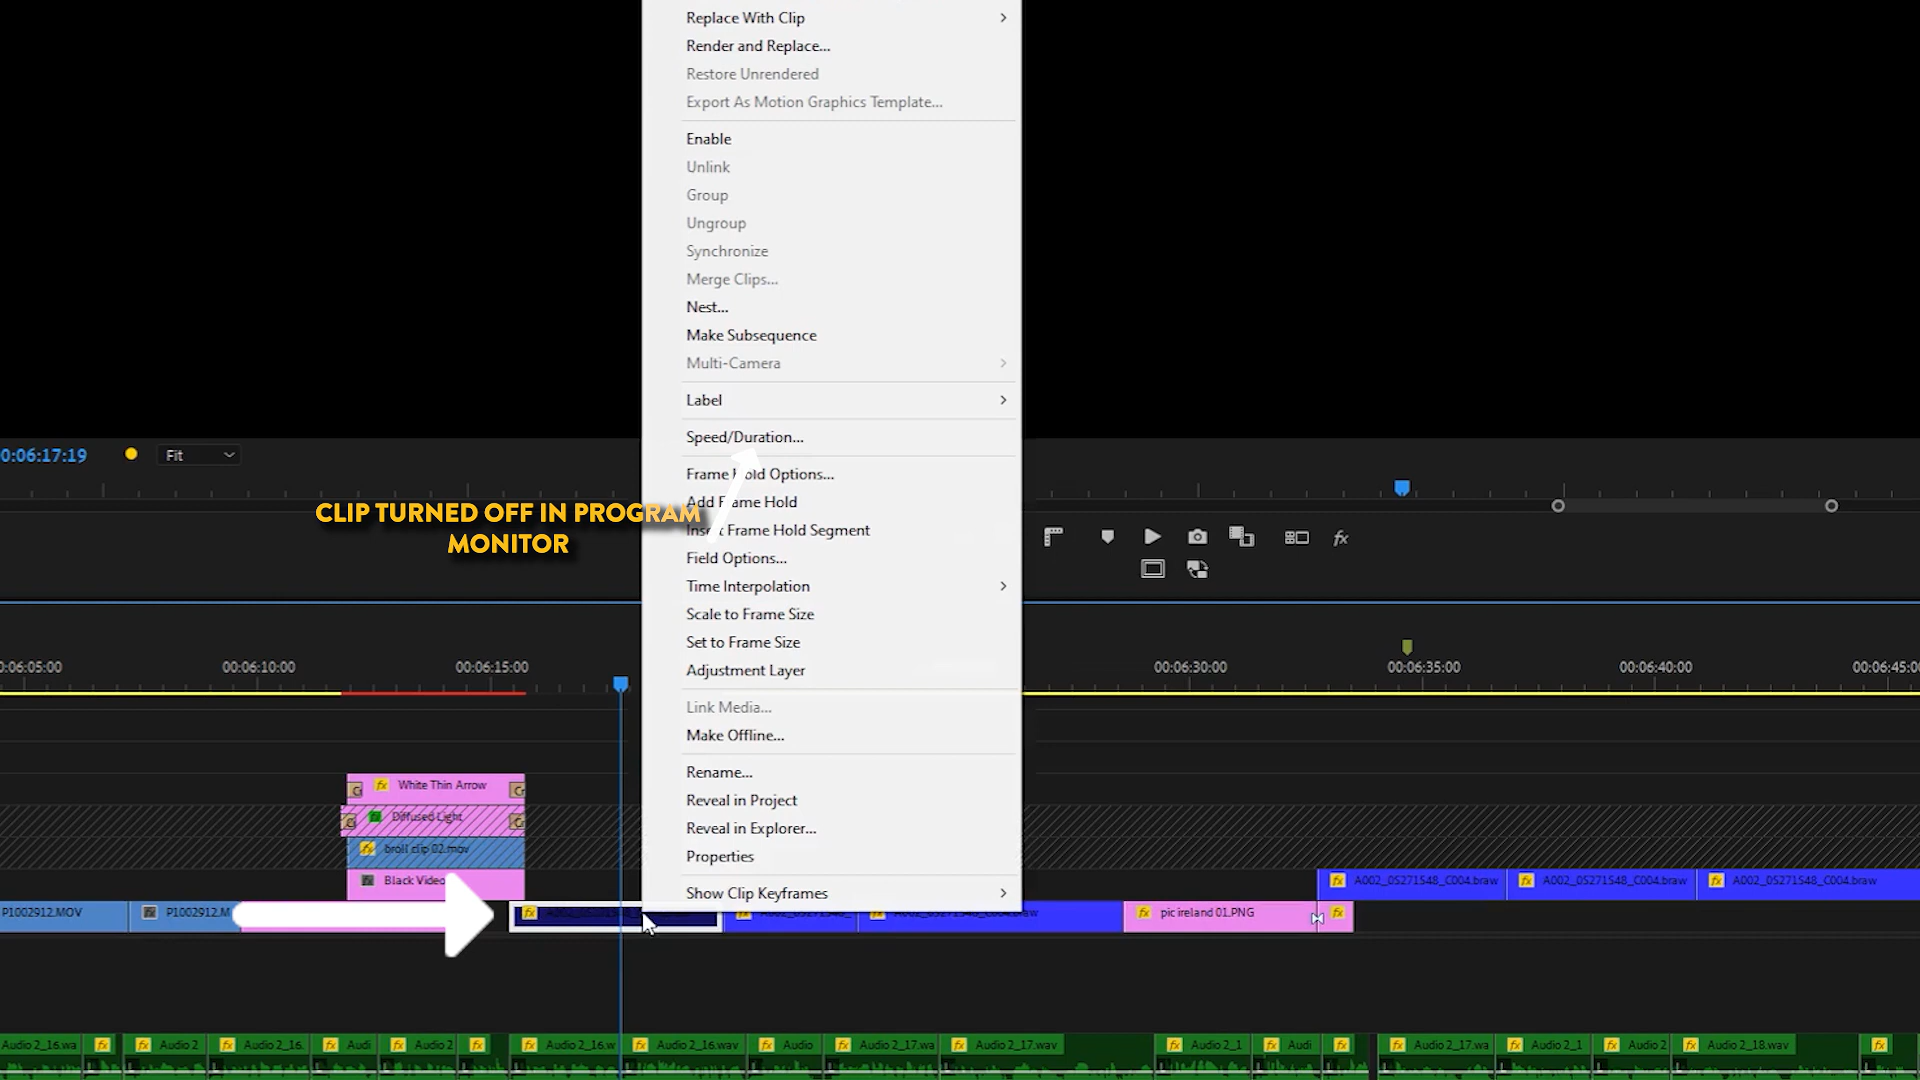 Replace With Clip
Render and Replace...
Restore Unrendered
Export As Motion Graphics Template...
Enable
Unlink
Group
Ungroup
Synchronize
Merge Clips...
Nest...
Make Subsequence
Multi-Camera
Label
Speed/Duration...
0:06:17:19
Fit
Frame Hold Options...
Add Frame Hold
CLIP TURNED OFF IN PROGRAM
MONITOR
Insert Frame Hold Segment
Field Options...
Time Interpolation
Scale to Frame Size
Set to Frame Size
Adjustment Layer
fx
0:06:05:00 00:06:10:00 00:06:15:00 00:06:30:00 00:06:35:00 00:06:40:00 00:06:45:00
Link Media...
Make Offline...
Rename...
Reveal in Project
Reveal in Explorer...
Properties
Show Clip Keyframes
White Thin Arrow
Diffused Light
broll clip 02.mov
Black Video
A002_05271548_C004.braw A002_05271548_C004.braw A002_05271548_C004.braw
P1002912.MOV P1002912.M pic ireland 01.PNG
Audio 2_16.wa Audio 2 Audio 2_16. Audi Audio 2 Audio 2_16.w Audio 2_16.wav Audio Audio 2_17.wa Audio 2_17.wav Audio 2_1 Audi Audio 2_17.wa Audio 2_1 Audio 2 Audio 2_18.wav